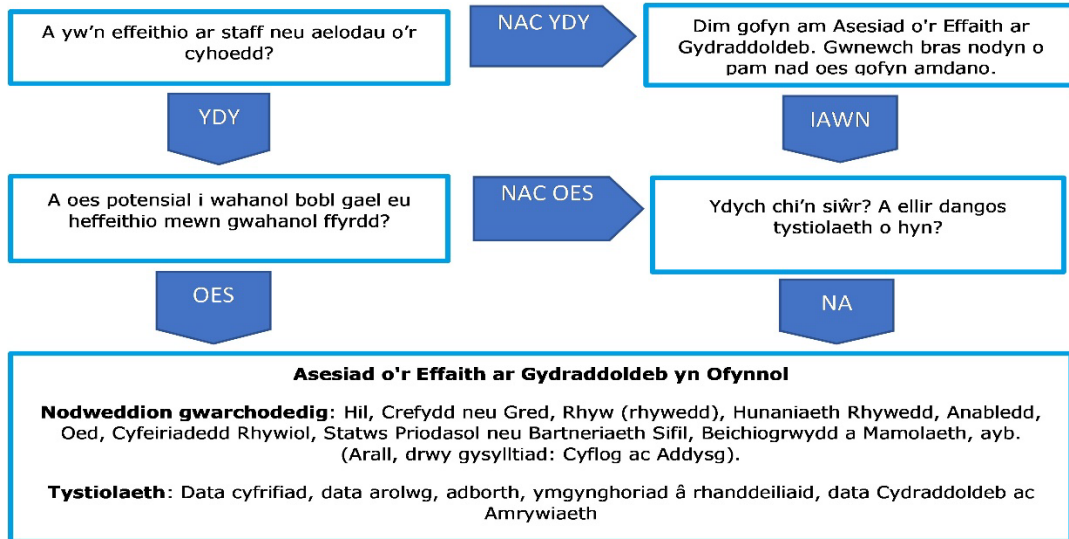 A yw'n effeithio ar staff neu aelodau o'r
cyhoedd?
NAC YDY
Dim gofyn am Asesiad o'r Effaith ar
Gydraddoldeb. Gwnewch bras nodyn o
pam nad oes gofyn amdano.
YDY
IAWN
A oes potensial i wahanol bobl gael eu
heffeithio mewn gwahanol ffyrdd?
NAC OES
Ydych chi'n siŵr? A ellir dangos
tystiolaeth o hyn?
OES
NA
Asesiad o'r Effaith ar Gydraddoldeb yn Ofynnol
Nodweddion gwarchodedig: Hil, Crefydd neu Gred, Rhyw (rhywedd), Hunaniaeth Rhywedd, Anabledd,
Oed, Cyfeiriadedd Rhywiol, Statws Priodasol neu Bartneriaeth Sifil, Beichiogrwydd a Mamolaeth, ayb.
(Arall, drwy gysylltiad: Cyflog ac Addysg).
Tystiolaeth: Data cyfrifiad, data arolwg, adborth, ymgynghoriad â rhanddeiliaid, data Cydraddoldeb ac
Amrywiaeth